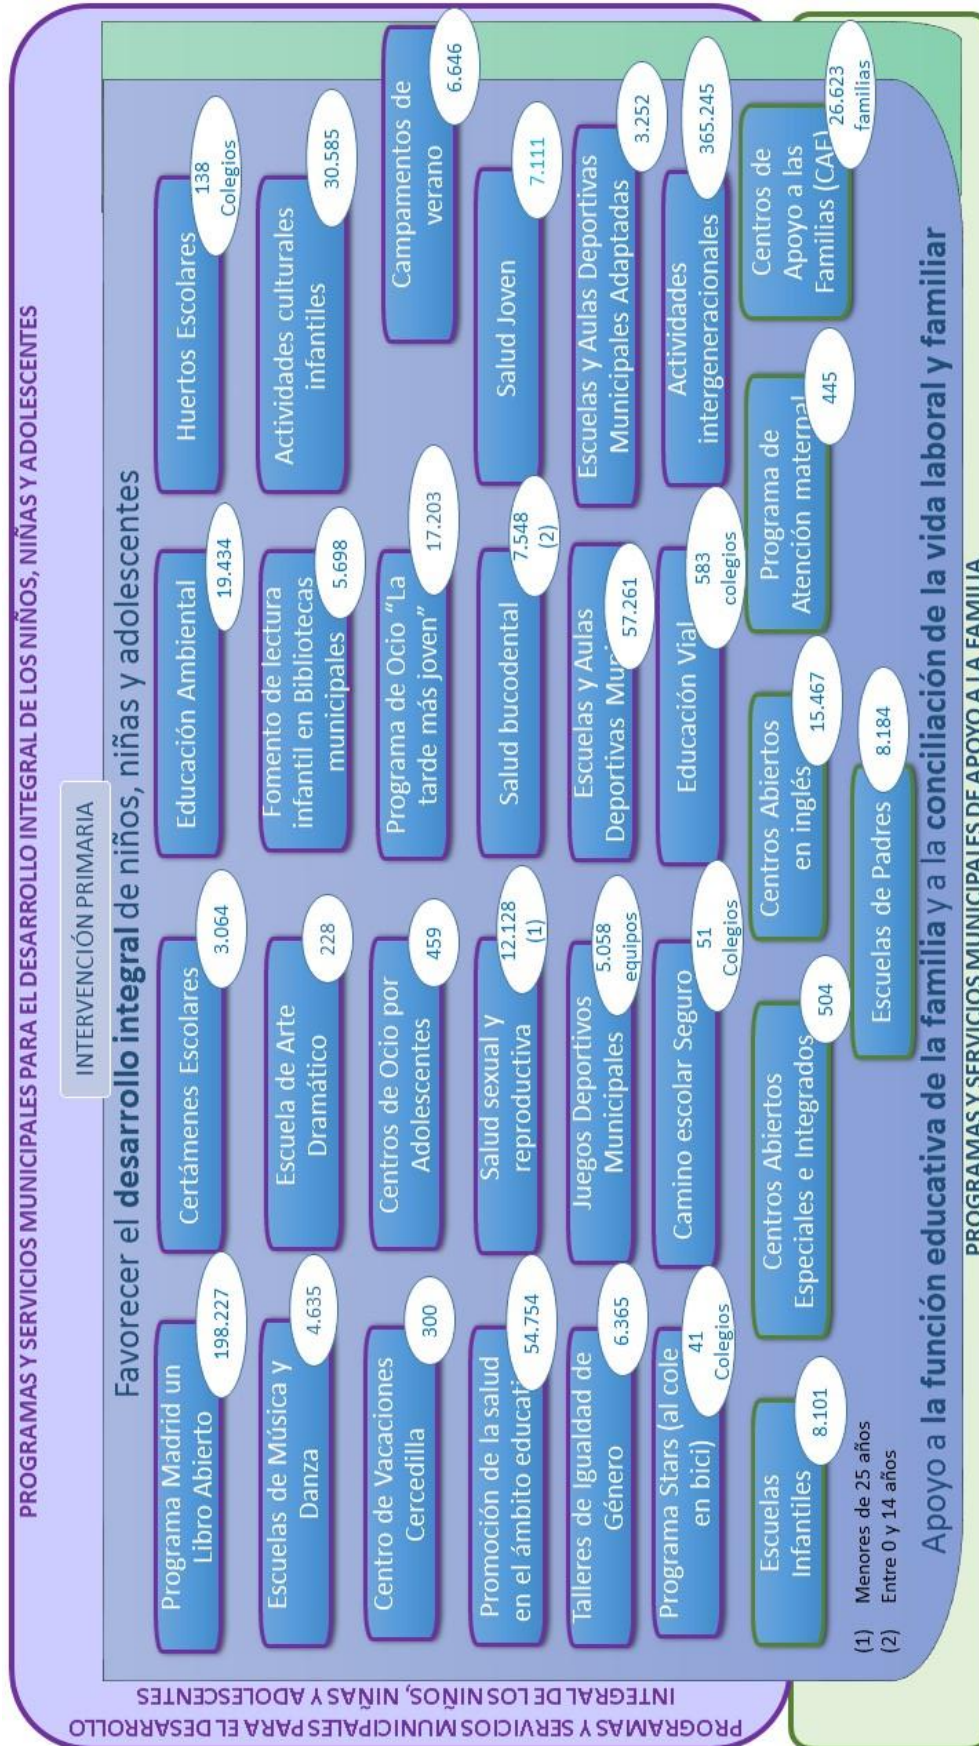 PROGRAMAS Y SERVICIOS MUNICIPALES PARA EL DESARROLLO INTEGRAL DE LOS NIÑOS, NIÑAS Y ADOLESCENTES
PROGRAMAS Y SERVICIOS MUNICIPALES PARA EL DESARROLLO
INTEGRAL DE LOS NIÑOS, NIÑAS Y ADOLESCENTES
INTERVENCIÓN PRIMARIA
Favorecer el desarrollo integral de niños, niñas y adolescentes
Programa Madrid un
Libro Abierto
198.227
Certámenes Escolares
3.064
Educación Ambiental
19.434
Huertos Escolares
138
Colegios
Escuelas de Música y
Danza
4.635
Escuela de Arte
Dramático
228
Fomento de lectura
infantil en Bibliotecas
municipales
5.698
Actividades culturales
infantiles
30.585
Centro de Vacaciones
Cercedilla
300
Centros de Ocio por
Adolescentes
459
Programa de Ocio “La
tarde más joven”
17.203
Campamentos de
verano
6.646
Promoción de la salud
en el ámbito educati
54.754
Salud sexual y
reproductiva
12.128
(1)
Salud bucodental
7.548
(2)
Salud Joven
7.111
Talleres de Igualdad de
Género
6.365
Juegos Deportivos
Municipales
5.058
equipos
Escuelas y Aulas
Deportivas Muni
57.261
Escuelas y Aulas Deportivas
Municipales Adaptadas
3.252
Programa Stars (al cole
en bici)
41
Colegios
Camino escolar Seguro
51
Colegios
Educación Vial
583
colegios
Actividades
intergeneracionales
365.245
Escuelas
Infantiles
8.101
Centros Abiertos
Especiales e Integrados
504
Centros Abiertos
en inglés
15.467
Programa de
Atención maternal
445
Centros de
Apoyo a las
Familias (CAF)
26.623
familias
Escuelas de Padres
8.184
(1) Menores de 25 años
(2) Entre 0 y 14 años
Apoyo a la función educativa de la familia y a la conciliación de la vida laboral y familiar
PROGRAMAS Y SERVICIOS MUNICIPALES DE APOYO A LA FAMILIA